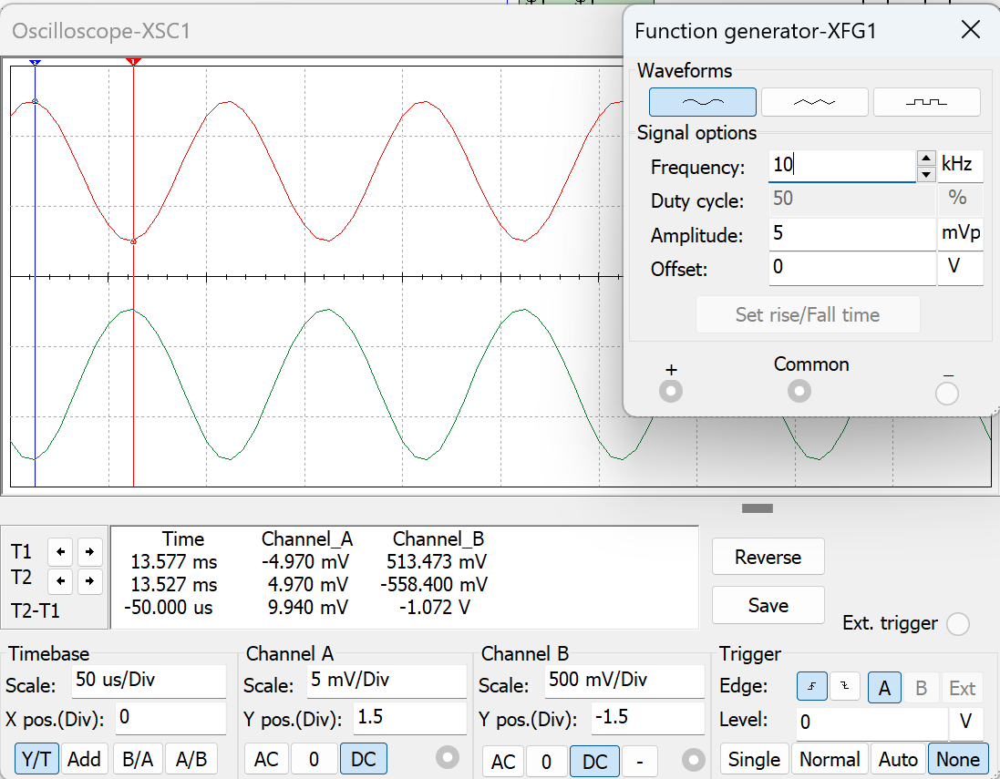 Oscilloscope-XSC1
Function generator-XFG1
Waveforms
Signal options
Frequency: 10 kHz
Duty cycle: 50 %
Amplitude: 5 mVp
Offset: 0 V
Set rise/Fall time
+ Common −
2 1
Time Channel_A Channel_B
T1 13.577 ms -4.970 mV 513.473 mV
T2 13.527 ms 4.970 mV -558.400 mV
T2-T1 -50.000 us 9.940 mV -1.072 V
Reverse
Save
Ext. trigger
Timebase
Scale: 50 us/Div
X pos.(Div): 0
Y/T Add B/A A/B
Channel A
Scale: 5 mV/Div
Y pos.(Div): 1.5
AC 0 DC
Channel B
Scale: 500 mV/Div
Y pos.(Div): -1.5
AC 0 DC -
Trigger
Edge: A B Ext
Level: 0 V
Single Normal Auto None